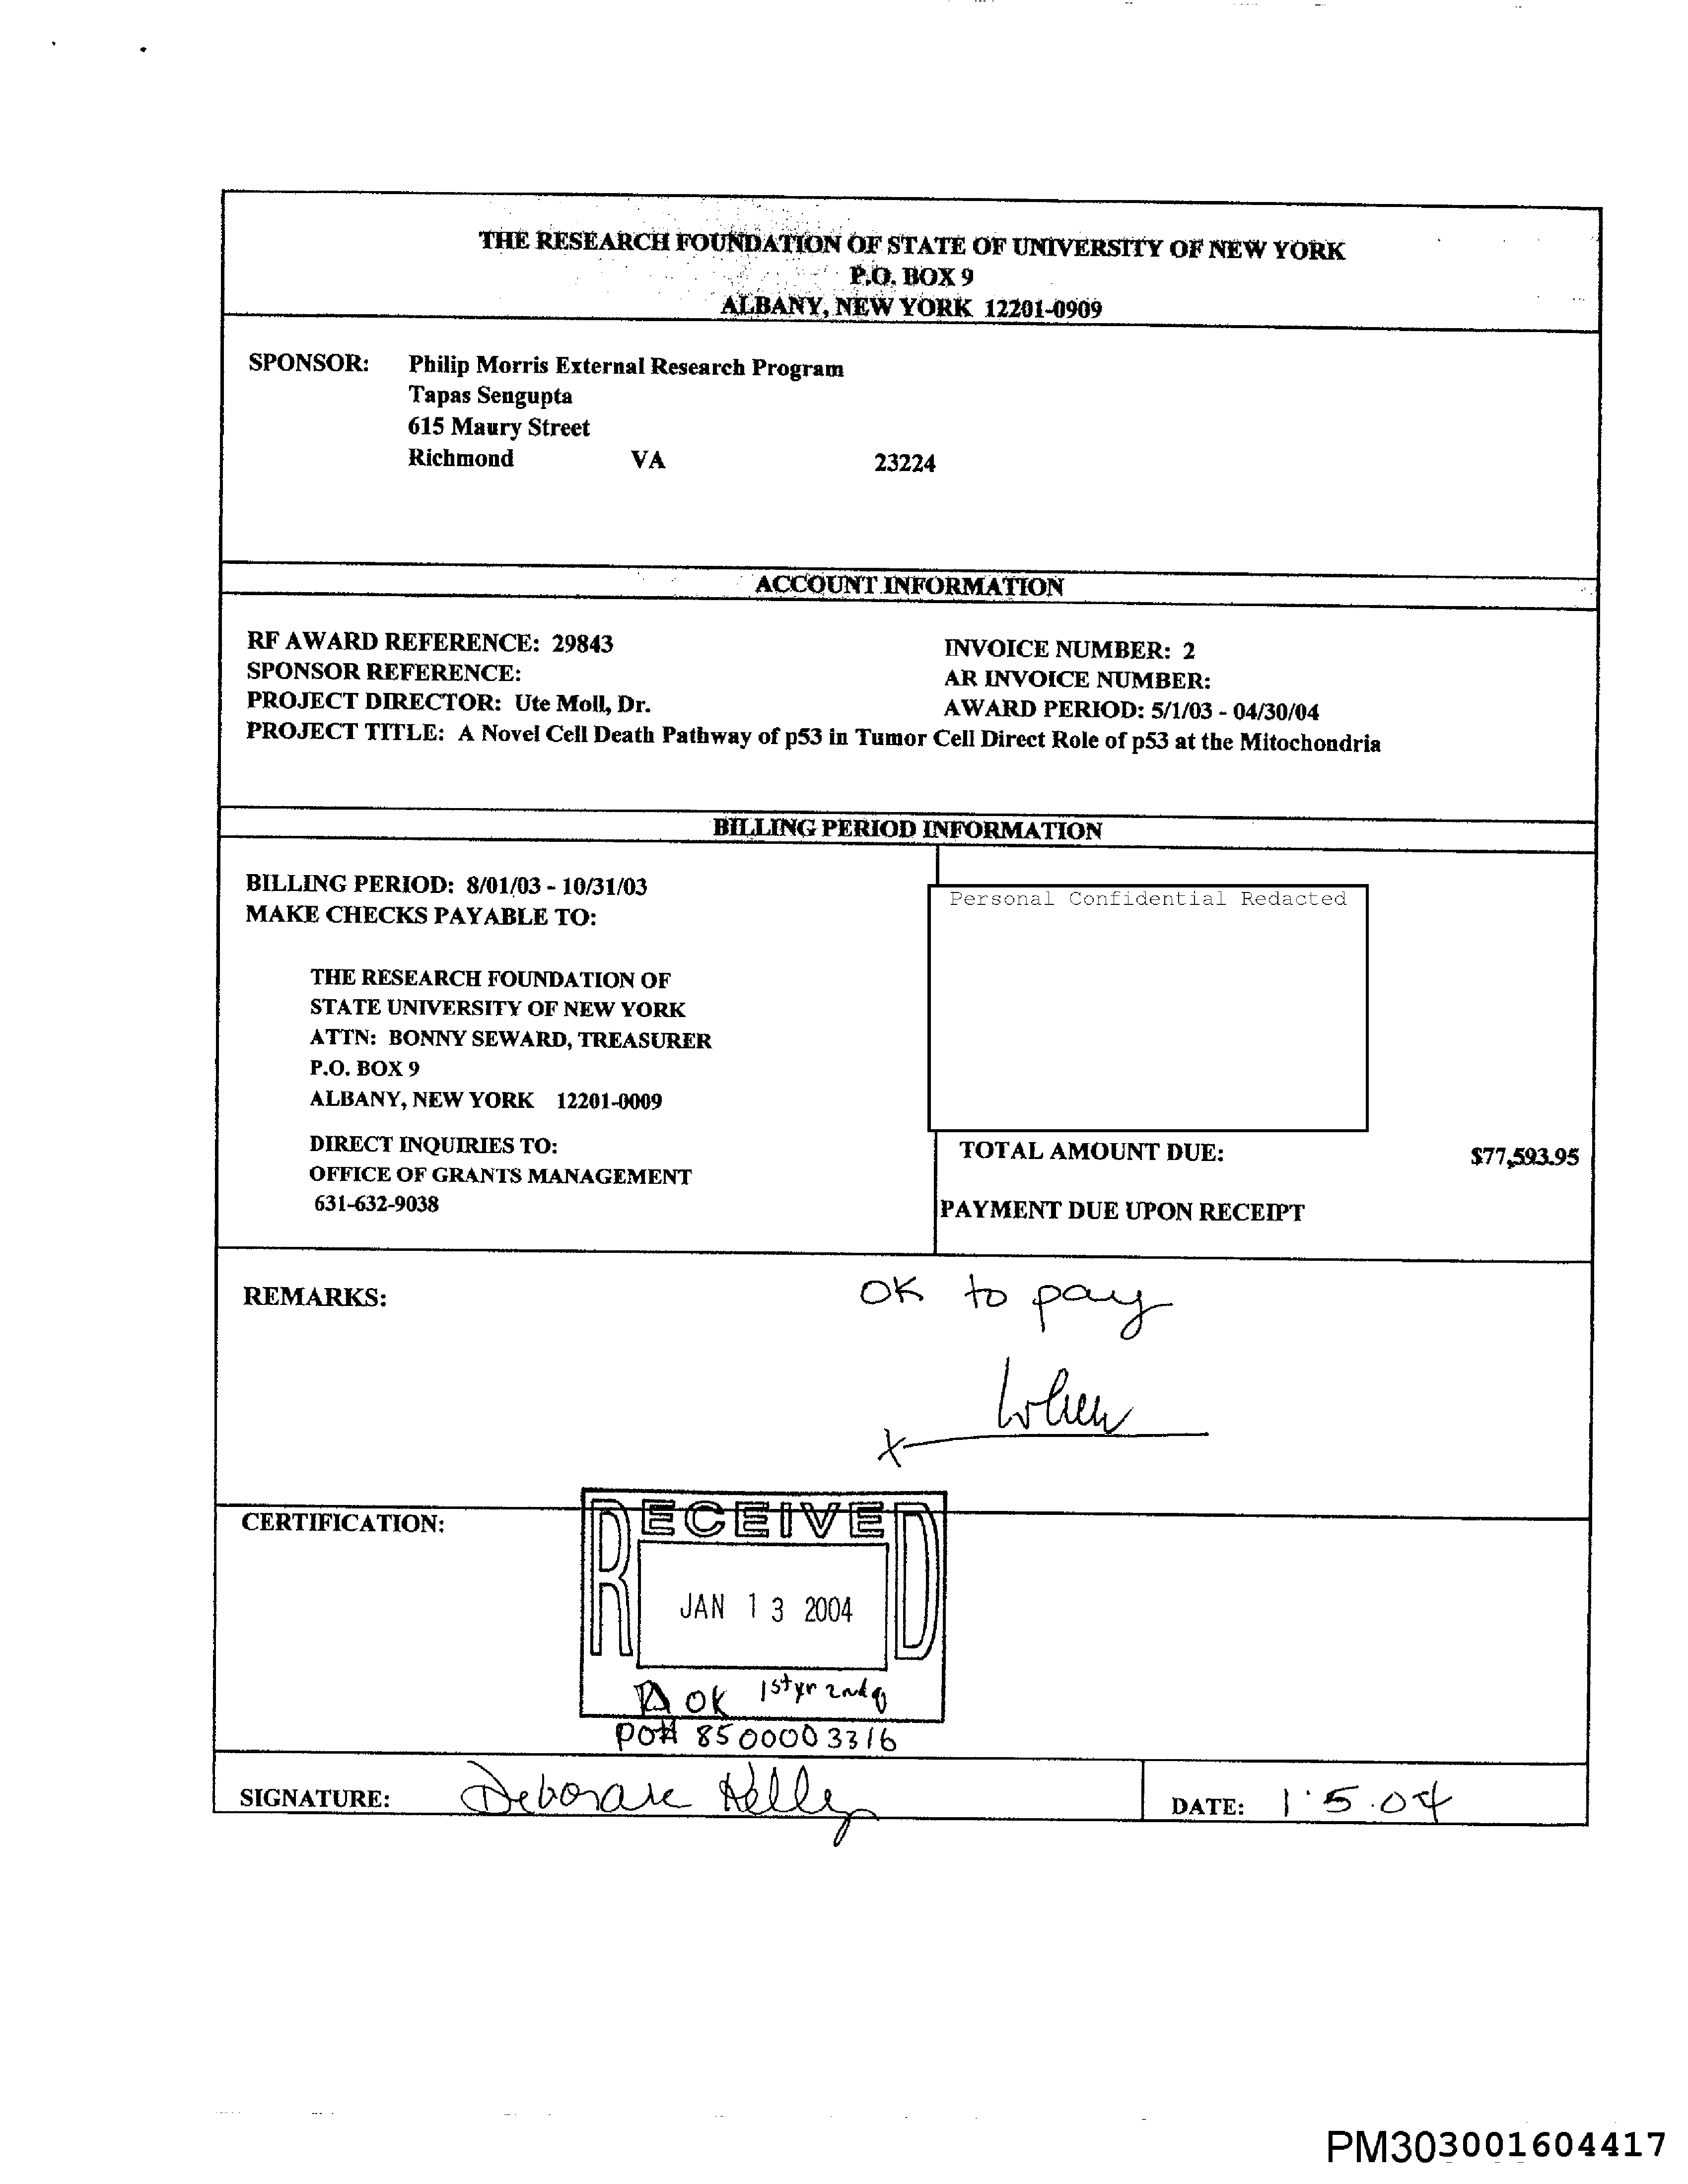 THE RESEARCH FOUNDATION OF STATE OF UNIVERSITY OF NEW YORK
P.O. BOX 9
ALBANY, NEW YORK 12201-0909
SPONSOR: Philip Morris External Research Program
Tapas Sengupta
615 Maury Street
Richmond VA 23224
ACCOUNT INFORMATION
RF AWARD REFERENCE: 29843 INVOICE NUMBER: 2
SPONSOR REFERENCE: AR INVOICE NUMBER:
PROJECT DIRECTOR: Ute Moll, Dr. AWARD PERIOD: 5/1/03 - 04/30/04
PROJECT TITLE: A Novel Cell Death Pathway of p53 in Tumor Cell Direct Role of p53 at the Mitochondria
BILLING PERIOD INFORMATION
BILLING PERIOD: 8/01/03 - 10/31/03
MAKE CHECKS PAYABLE TO:
THE RESEARCH FOUNDATION OF
STATE UNIVERSITY OF NEW YORK
ATTN: BONNY SEWARD, TREASURER
P.O. BOX 9
ALBANY, NEW YORK 12201-0009
DIRECT INQUIRIES TO:
OFFICE OF GRANTS MANAGEMENT
631-632-9038
Personal Confidential Redacted
TOTAL AMOUNT DUE: $77,593.95
PAYMENT DUE UPON RECEIPT
REMARKS: OK to pay
X
CERTIFICATION:
RECEIVED
JAN 13 2004
OK 1st yr 2nd q
PO# 8500003316
SIGNATURE: Deborah Kelley DATE: 1.5.04
PM303001604417